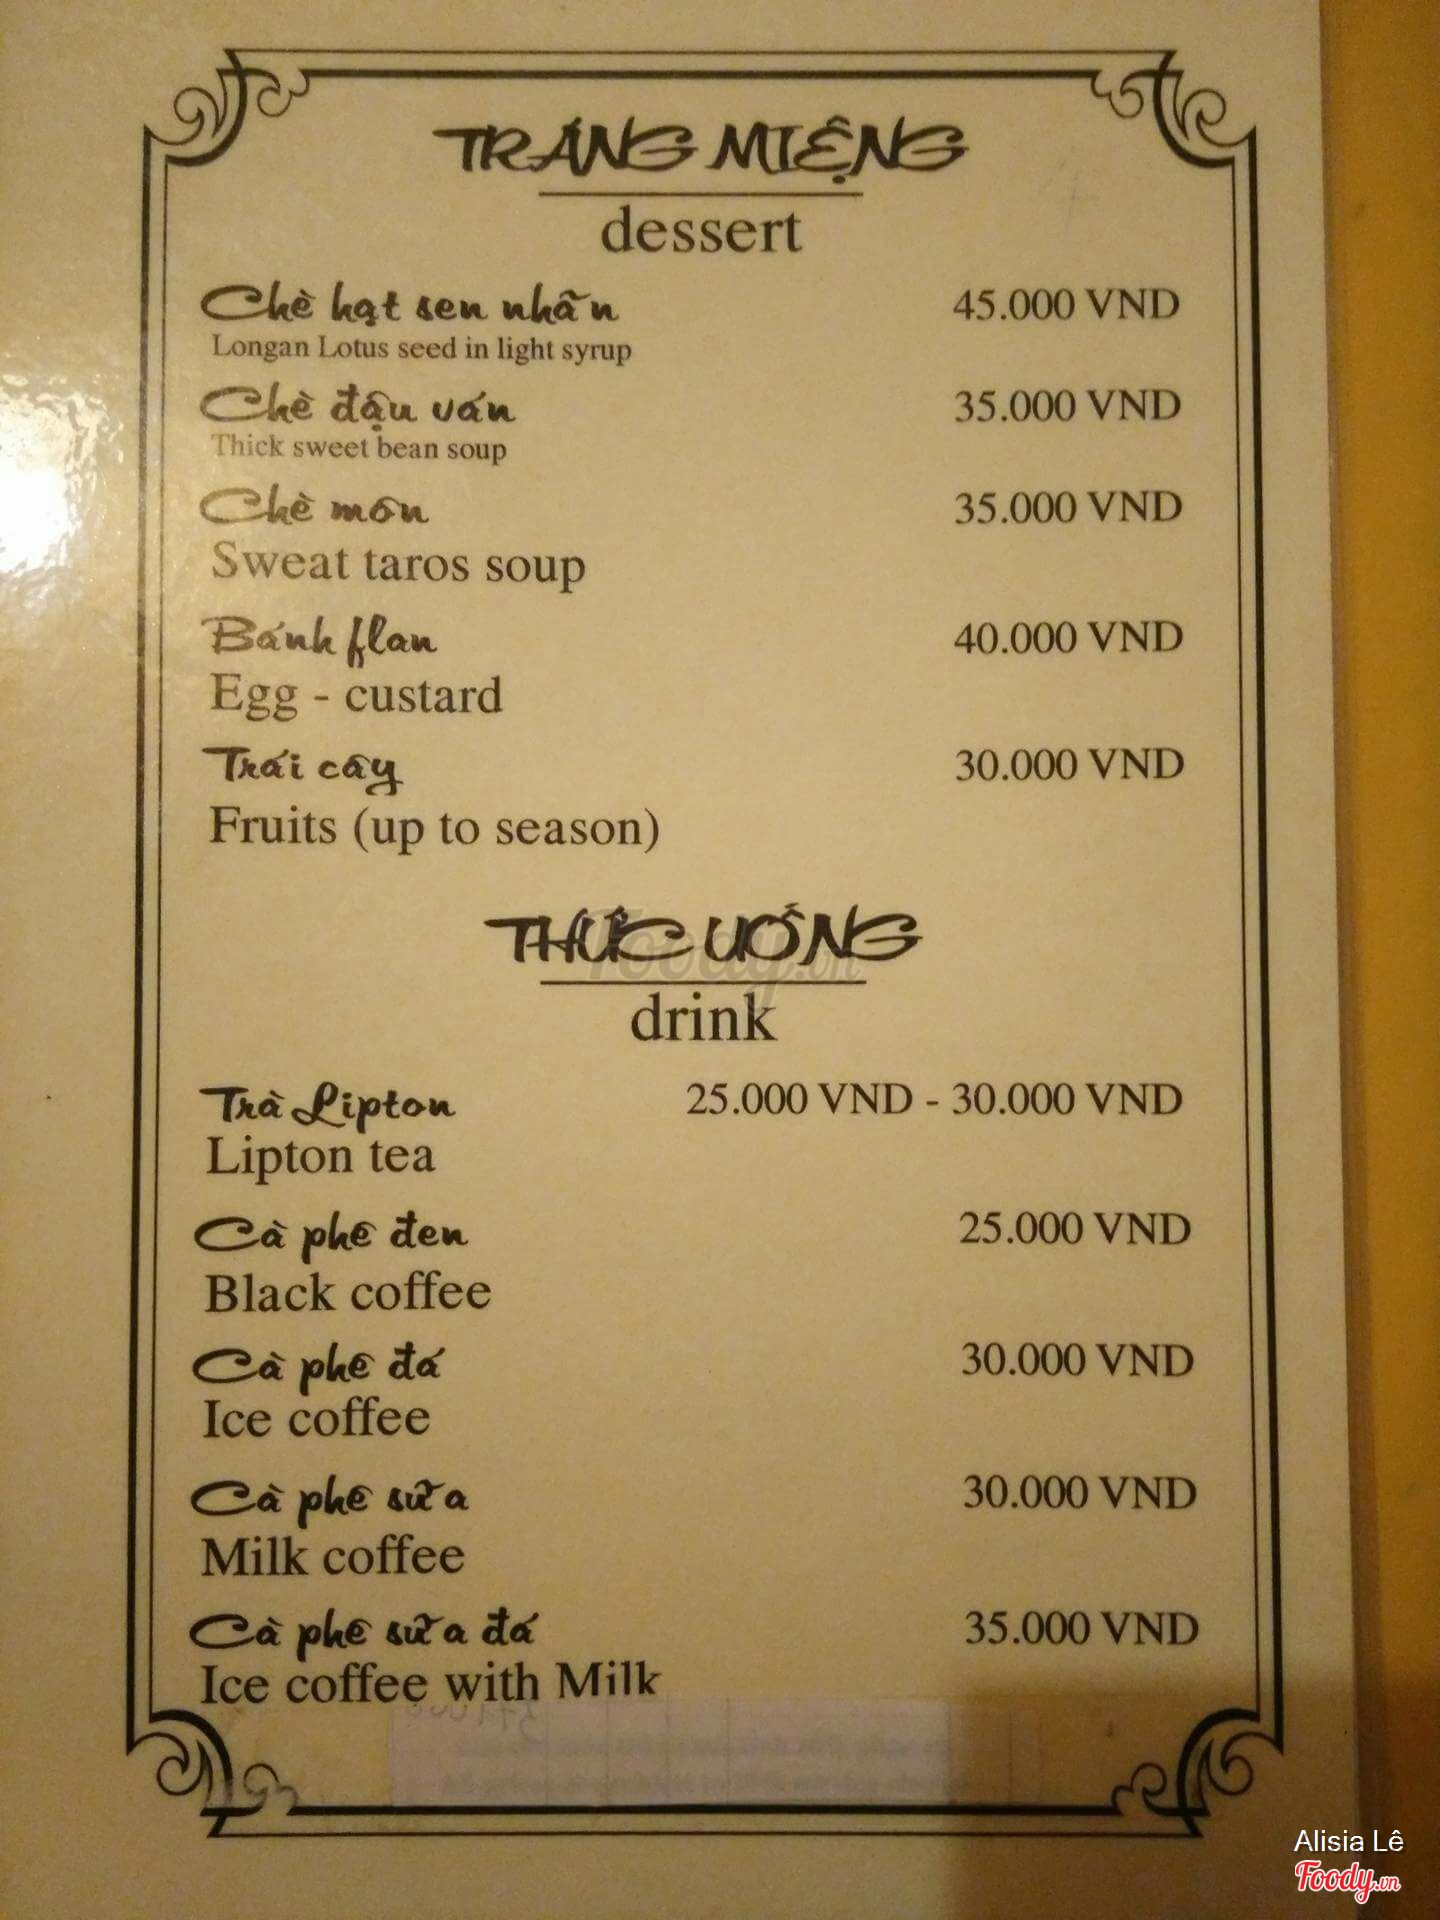 TRÁNG MIỆNG
dessert
Chè hạt sen nhãn 45.000 VND
Longan Lotus seed in light syrup
Chè đậu ván 35.000 VND
Thick sweet bean soup
Chè môn 35.000 VND
Sweat taros soup
Bánh flan 40.000 VND
Egg - custard
Trái cây 30.000 VND
Fruits (up to season)
THỨC UỐNG
drink
Trà Lipton 25.000 VND - 30.000 VND
Lipton tea
Cà phê đen 25.000 VND
Black coffee
Cà phê đá 30.000 VND
Ice coffee
Cà phê sữa 30.000 VND
Milk coffee
Cà phê sữa đá 35.000 VND
Ice coffee with Milk
Foody.vn
Alisia Lê
Foody.vn